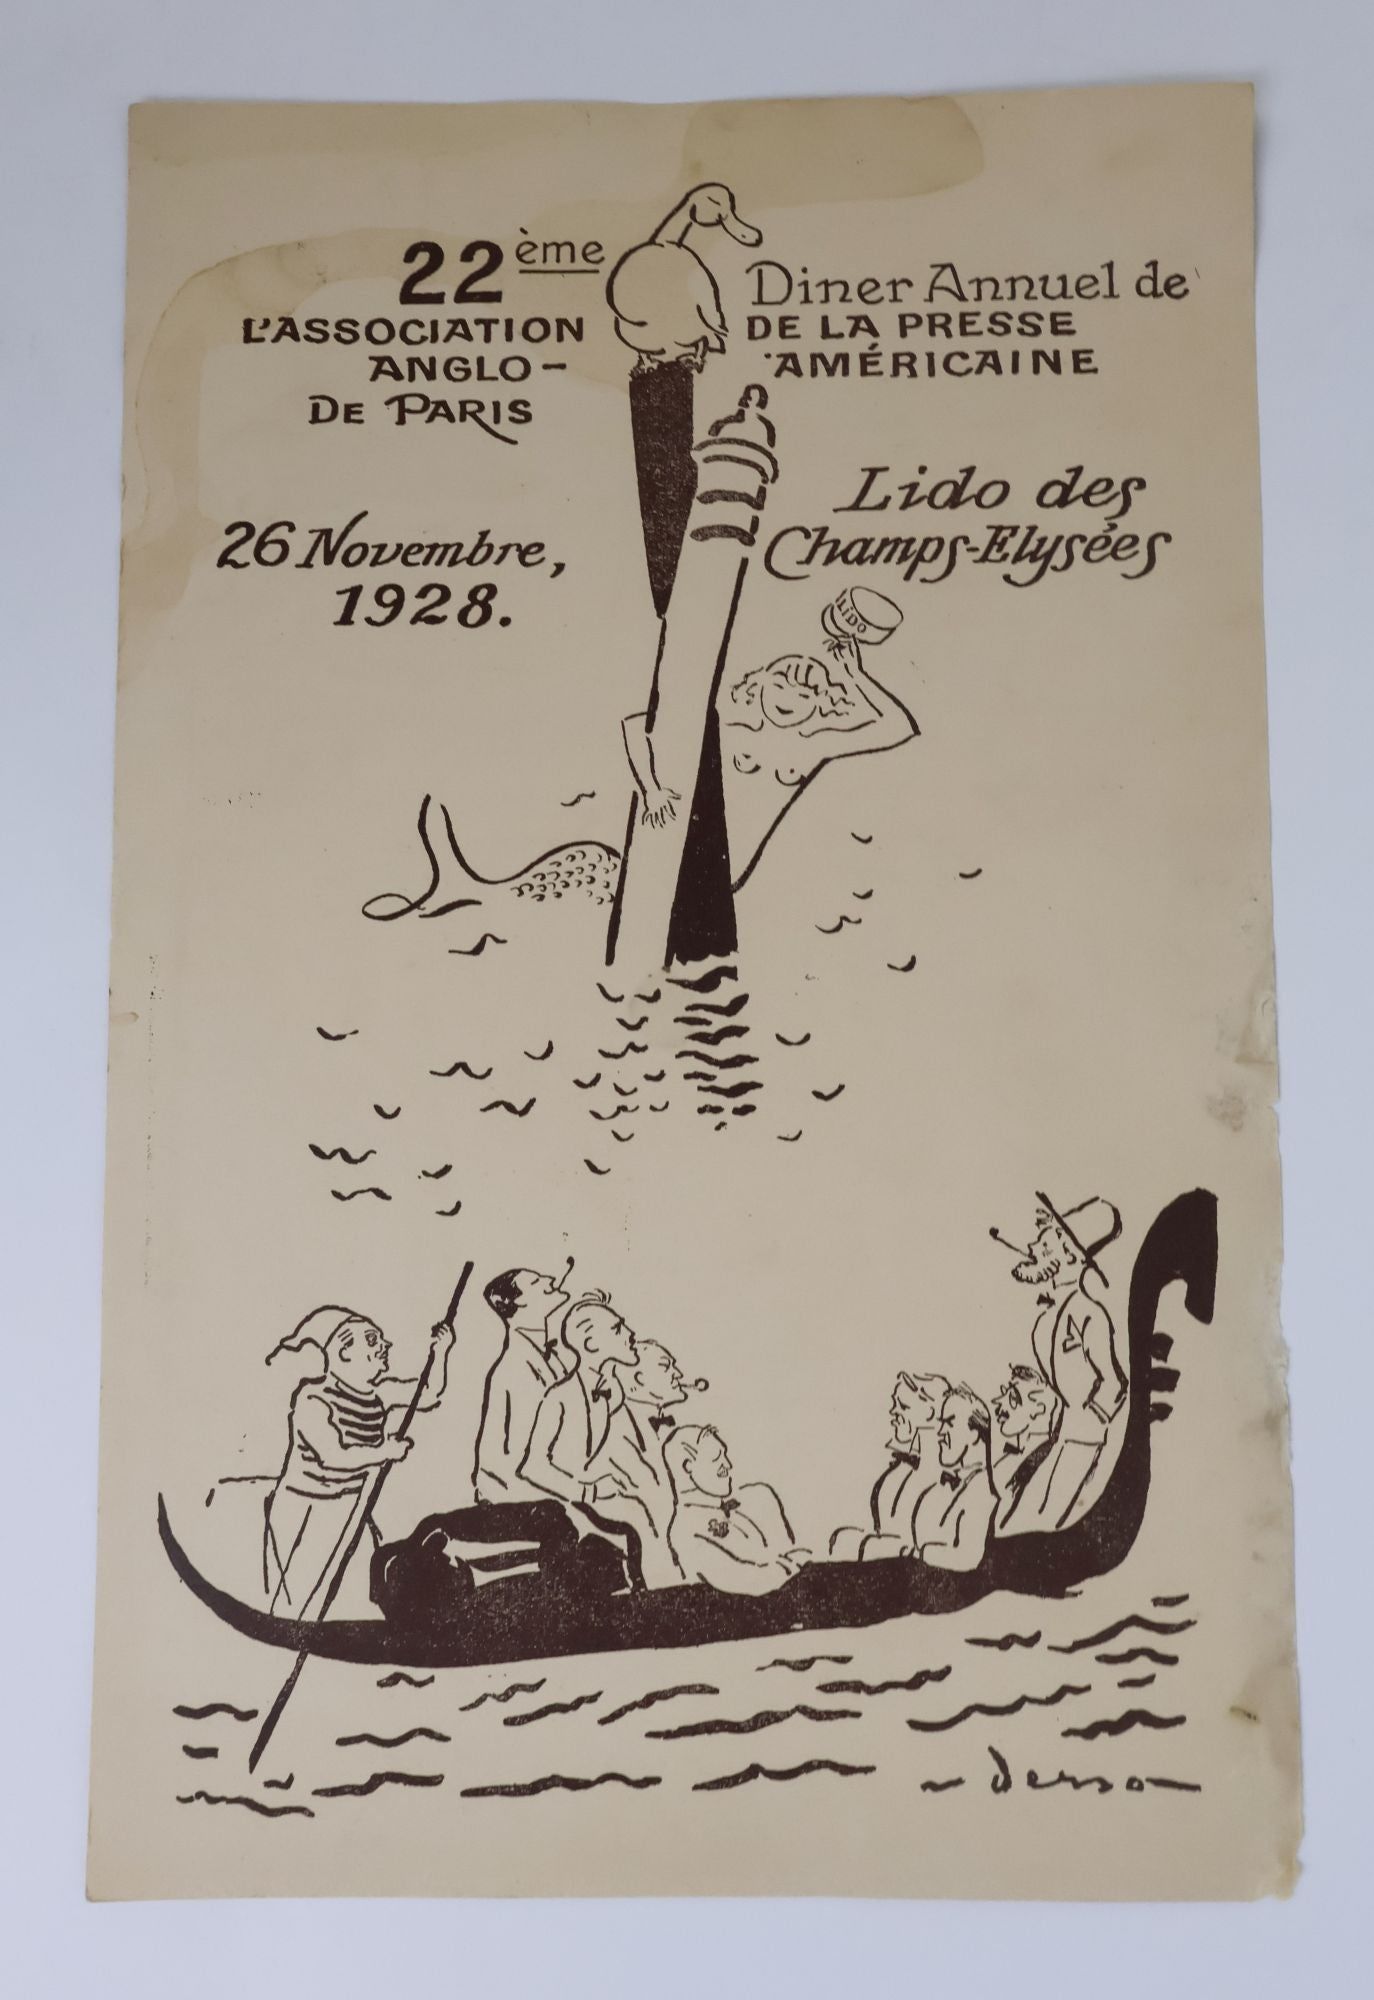 22ème Diner Annuel de
L'ASSOCIATION DE LA PRESSE
ANGLO- AMÉRICAINE
DE PARIS
Lido des
Champs-Elysées
26 Novembre,
1928.
LIDO
derso